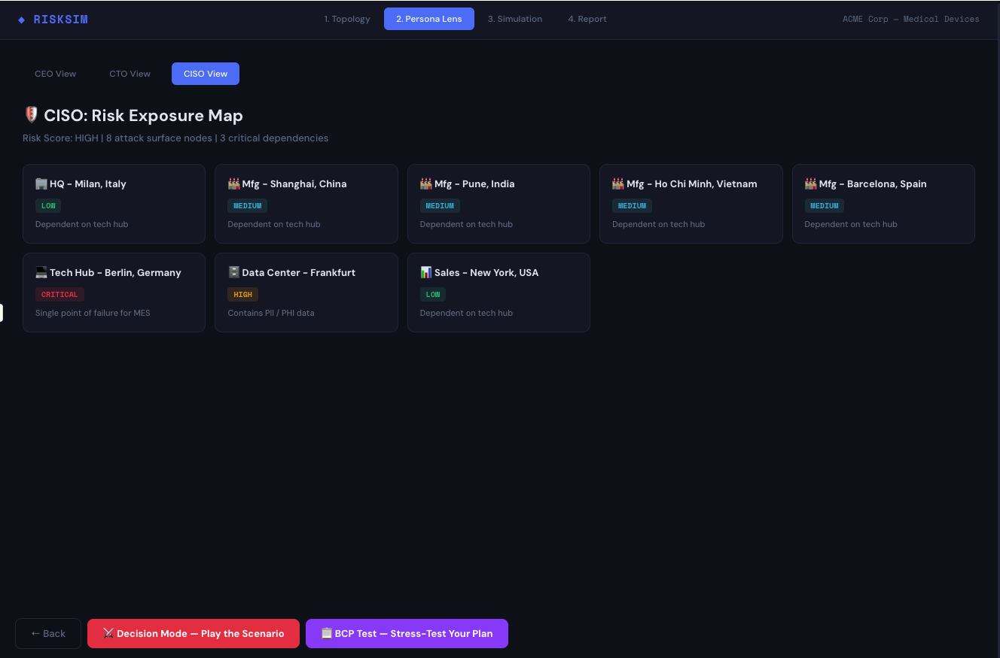 ◆ RISKSIM
1. Topology
2. Persona Lens
3. Simulation
4. Report
ACME Corp — Medical Devices
CEO View
CTO View
CISO View
CISO: Risk Exposure Map
Risk Score: HIGH | 8 attack surface nodes | 3 critical dependencies
HQ - Milan, Italy
LOW
Dependent on tech hub
Mfg - Shanghai, China
MEDIUM
Dependent on tech hub
Mfg - Pune, India
MEDIUM
Dependent on tech hub
Mfg - Ho Chi Minh, Vietnam
MEDIUM
Dependent on tech hub
Mfg - Barcelona, Spain
MEDIUM
Dependent on tech hub
Tech Hub - Berlin, Germany
CRITICAL
Single point of failure for MES
Data Center - Frankfurt
HIGH
Contains PII / PHI data
Sales - New York, USA
LOW
Dependent on tech hub
← Back
Decision Mode — Play the Scenario
BCP Test — Stress-Test Your Plan